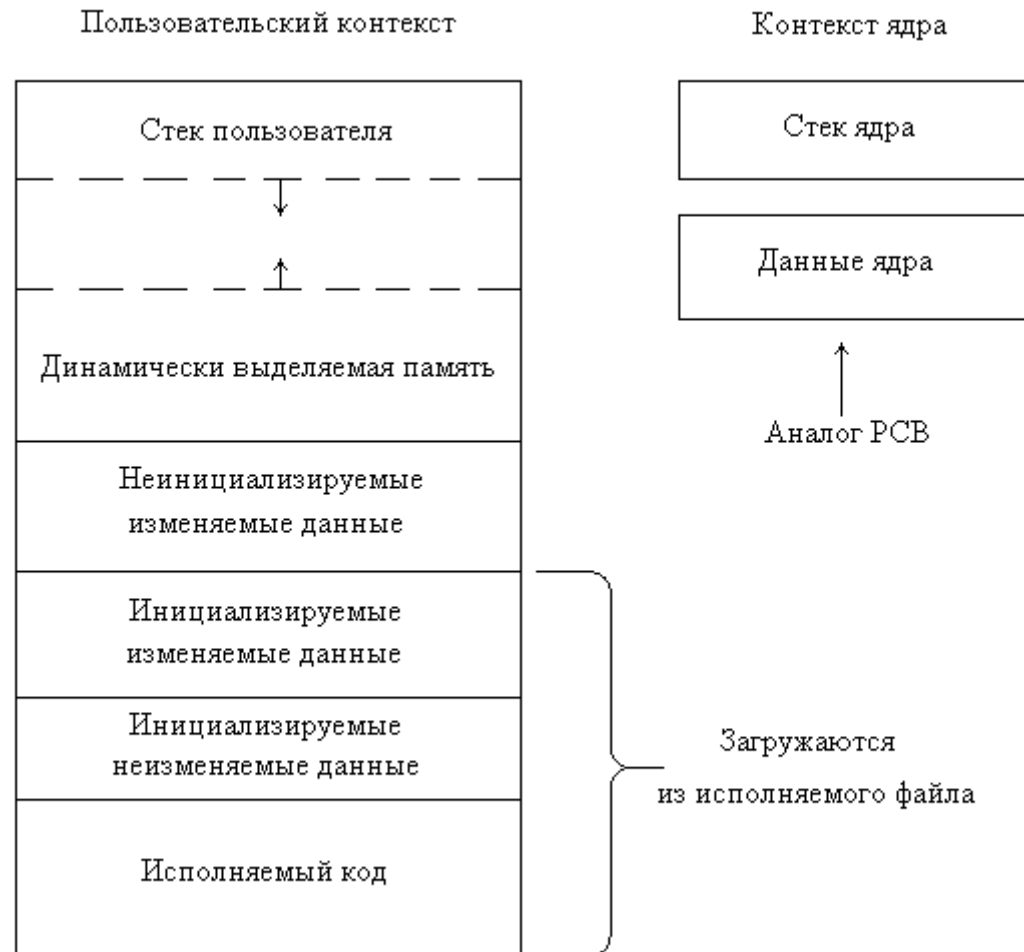 Пользовательский контекст
Контекст ядра
Стек пользователя
Стек ядра
Данные ядра
Динамически выделяемая память
Аналог PCB
Неинициализируемые
изменяемые данные
Инициализируемые
изменяемые данные
Инициализируемые
неизменяемые данные
Загружаются
из исполняемого файла
Исполняемый код